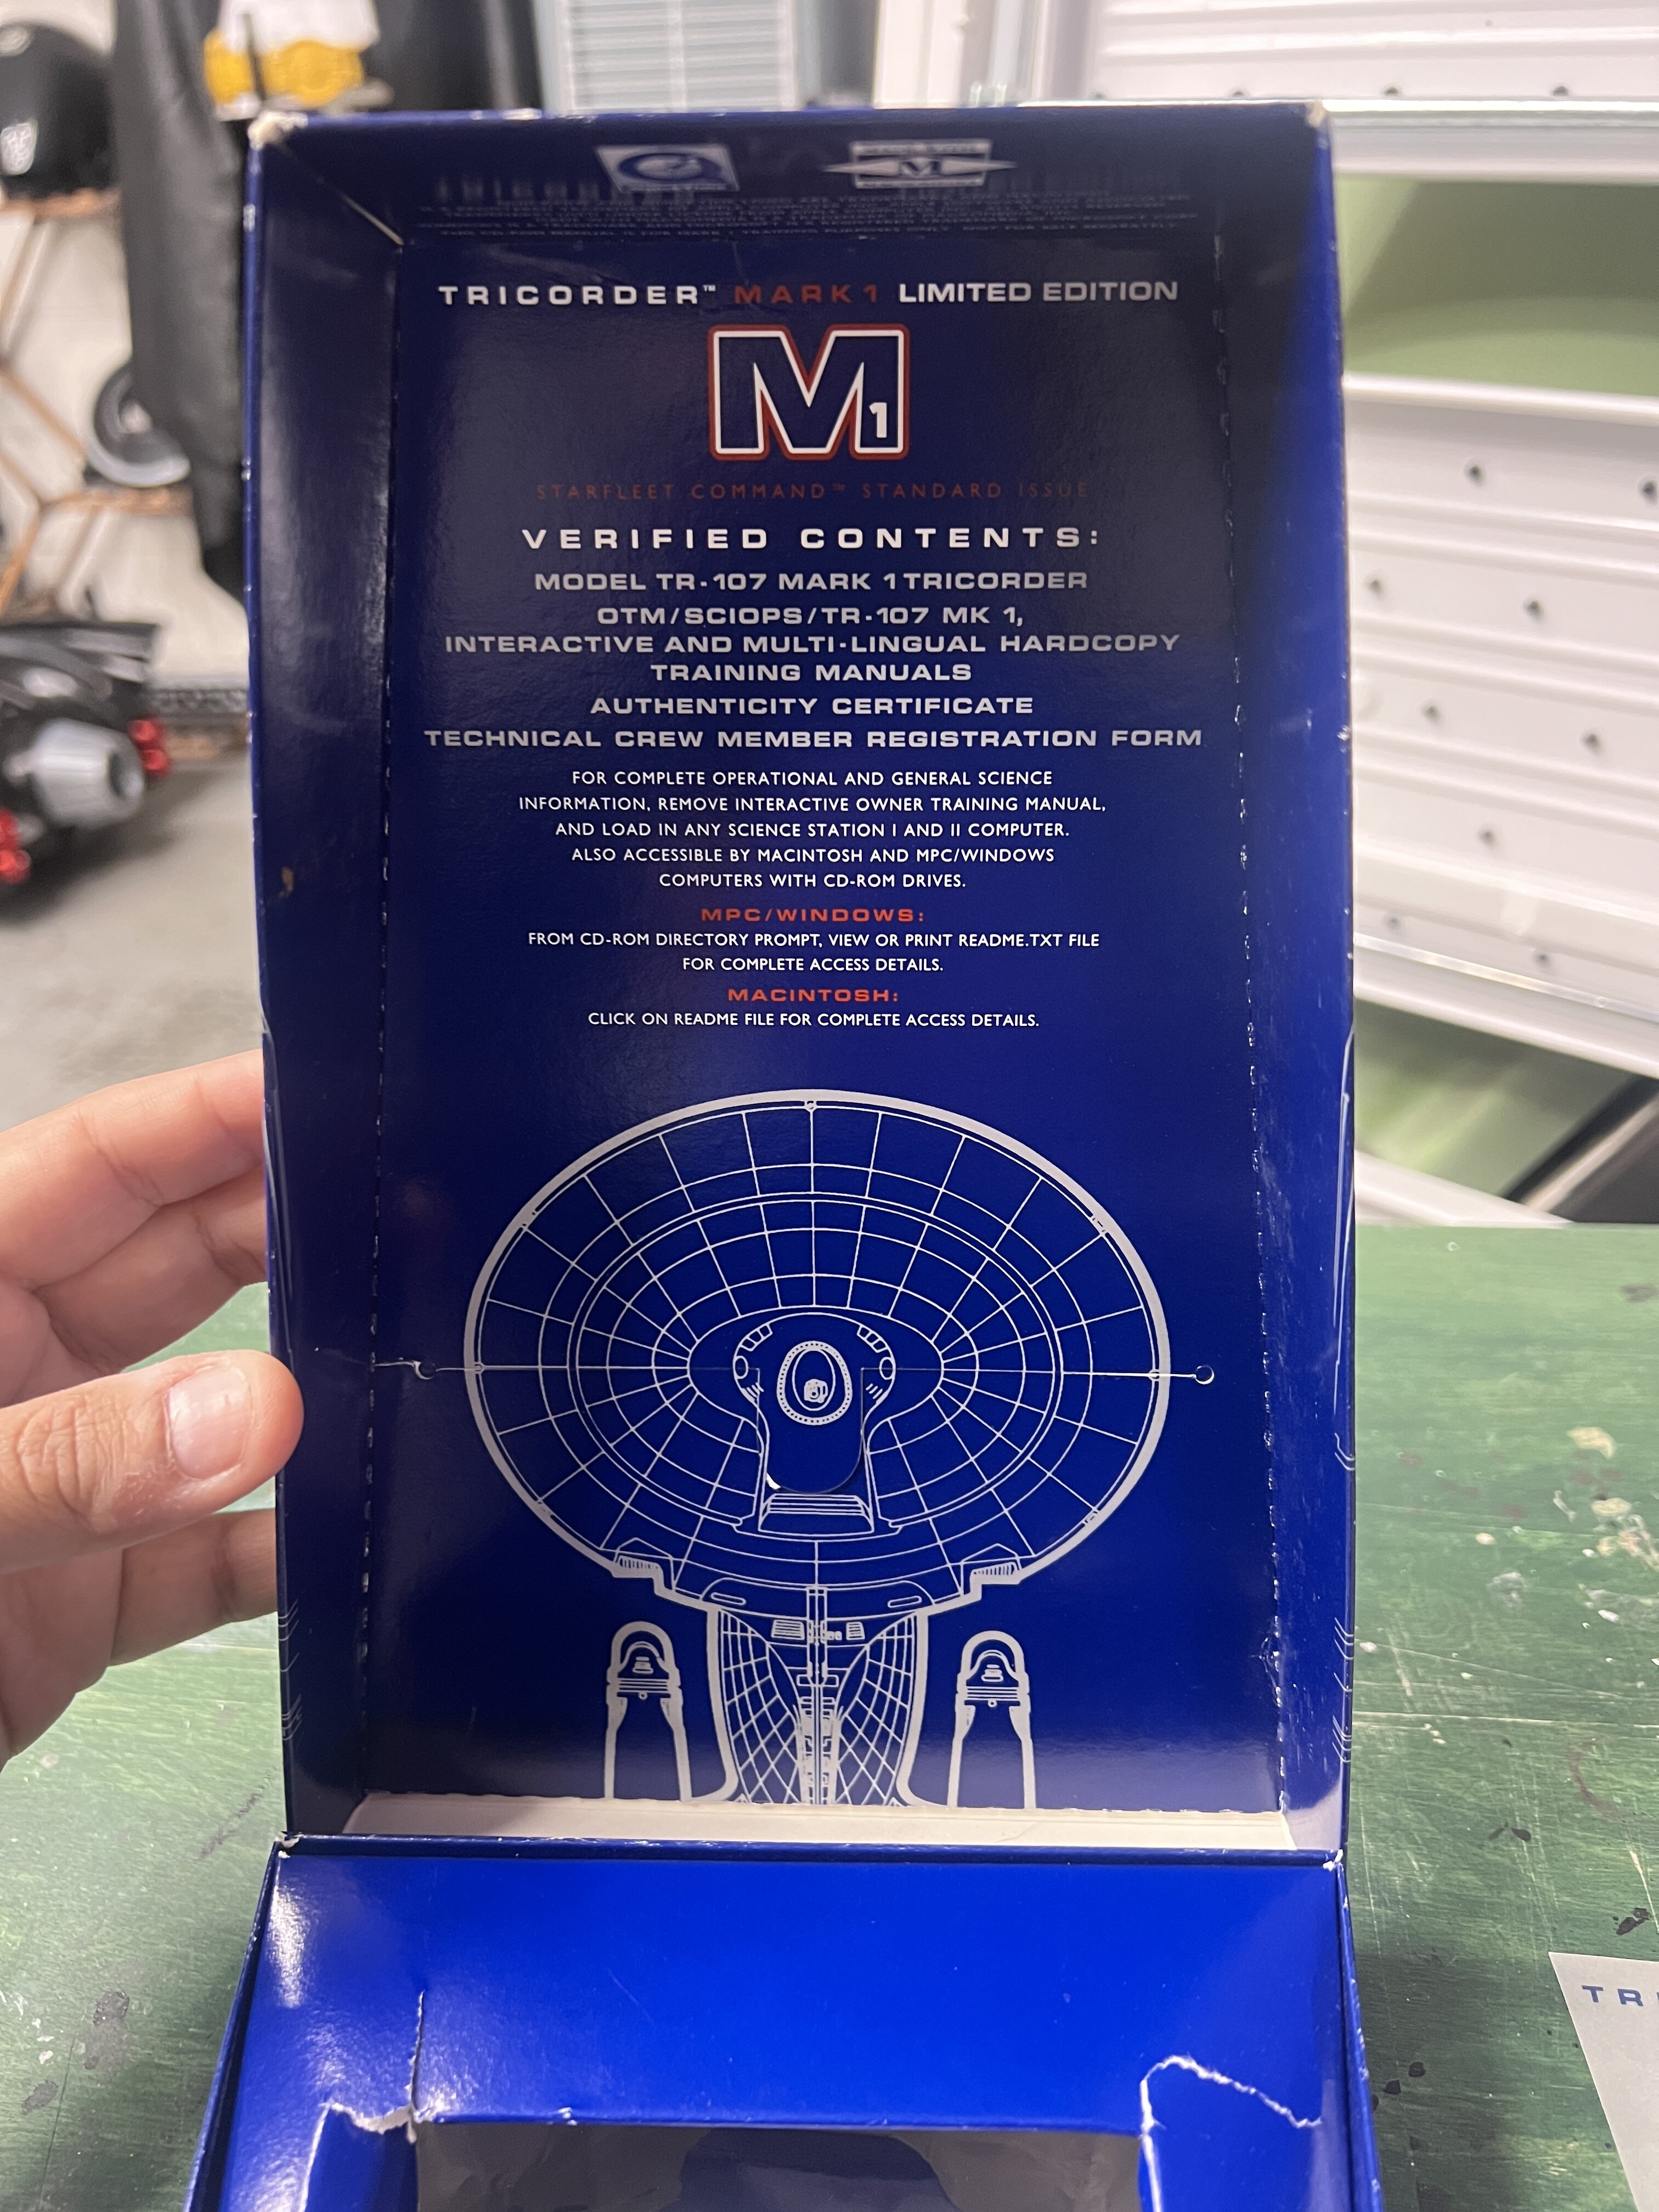 TRICORDER™ MARK 1 LIMITED EDITION
M1
STARFLEET COMMAND™ STANDARD ISSUE
VERIFIED CONTENTS:
MODEL TR-107 MARK 1 TRICORDER
OTM/SCIOPS/TR-107 MK 1,
INTERACTIVE AND MULTI-LINGUAL HARDCOPY
TRAINING MANUALS
AUTHENTICITY CERTIFICATE
TECHNICAL CREW MEMBER REGISTRATION FORM
FOR COMPLETE OPERATIONAL AND GENERAL SCIENCE
INFORMATION, REMOVE INTERACTIVE OWNER TRAINING MANUAL,
AND LOAD IN ANY SCIENCE STATION I AND II COMPUTER.
ALSO ACCESSIBLE BY MACINTOSH AND MPC/WINDOWS
COMPUTERS WITH CD-ROM DRIVES.
MPC/WINDOWS:
FROM CD-ROM DIRECTORY PROMPT, VIEW OR PRINT README.TXT FILE
FOR COMPLETE ACCESS DETAILS.
MACINTOSH:
CLICK ON README FILE FOR COMPLETE ACCESS DETAILS.
TR